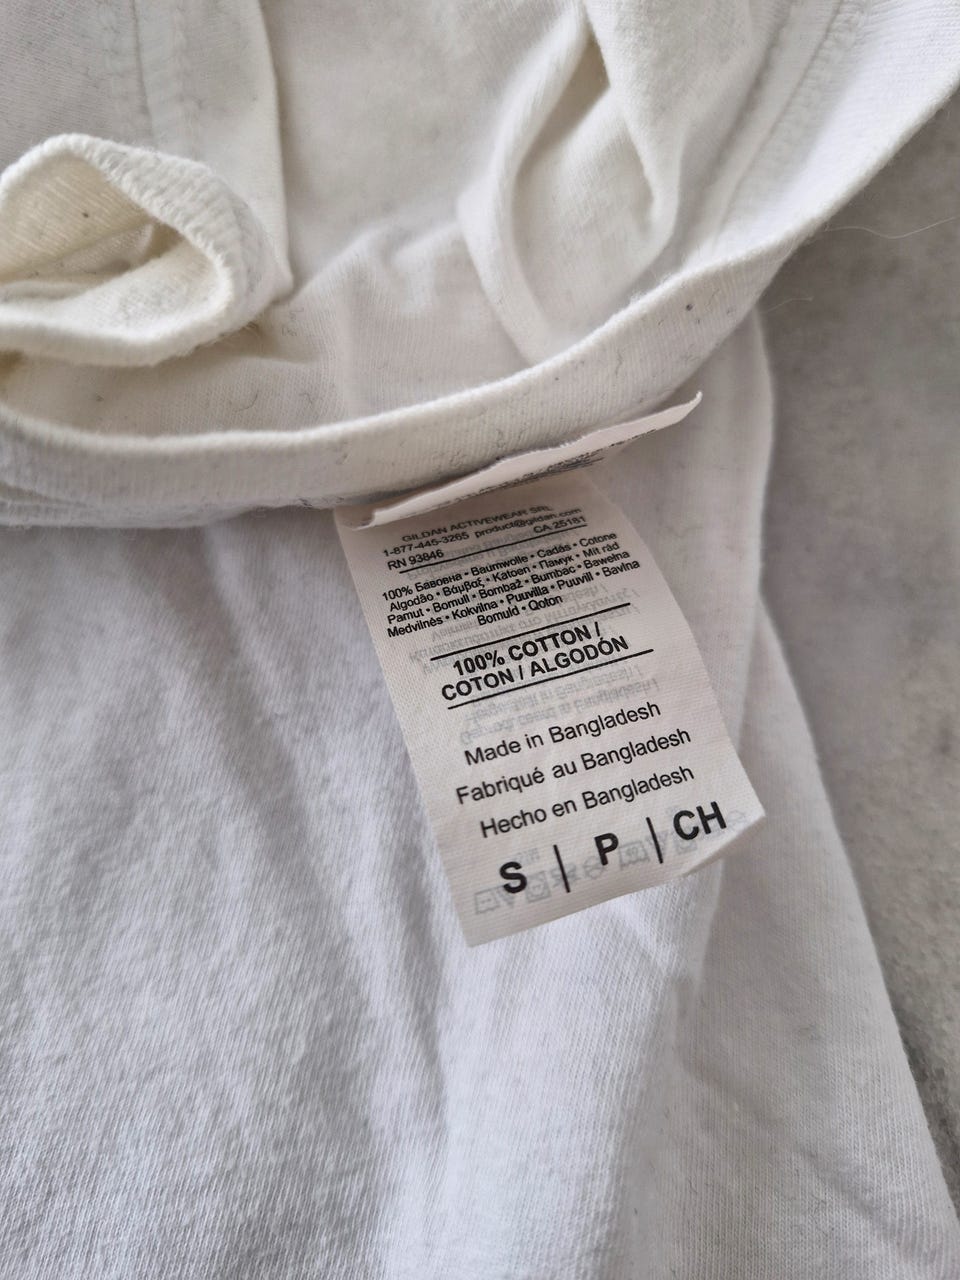 GILDAN ACTIVEWEAR SRL
1-877-445-3265 product@gildan.com
RN 93846 CA 25181
100% Бавовна • Baumwolle • Cadás • Cotone
Algodão • Βάμβαξ • Katoen • Памук • Mit rád
Pamut • Bomull • Bombaž • Bumbac • Bawełna
Medvilnės • Kokvilna • Puuvilla • Puuvill • Bavlna
Bomuld • Qoton
100% COTTON /
COTON / ALGODÓN
Made in Bangladesh
Fabriqué au Bangladesh
Hecho en Bangladesh
S | P | CH